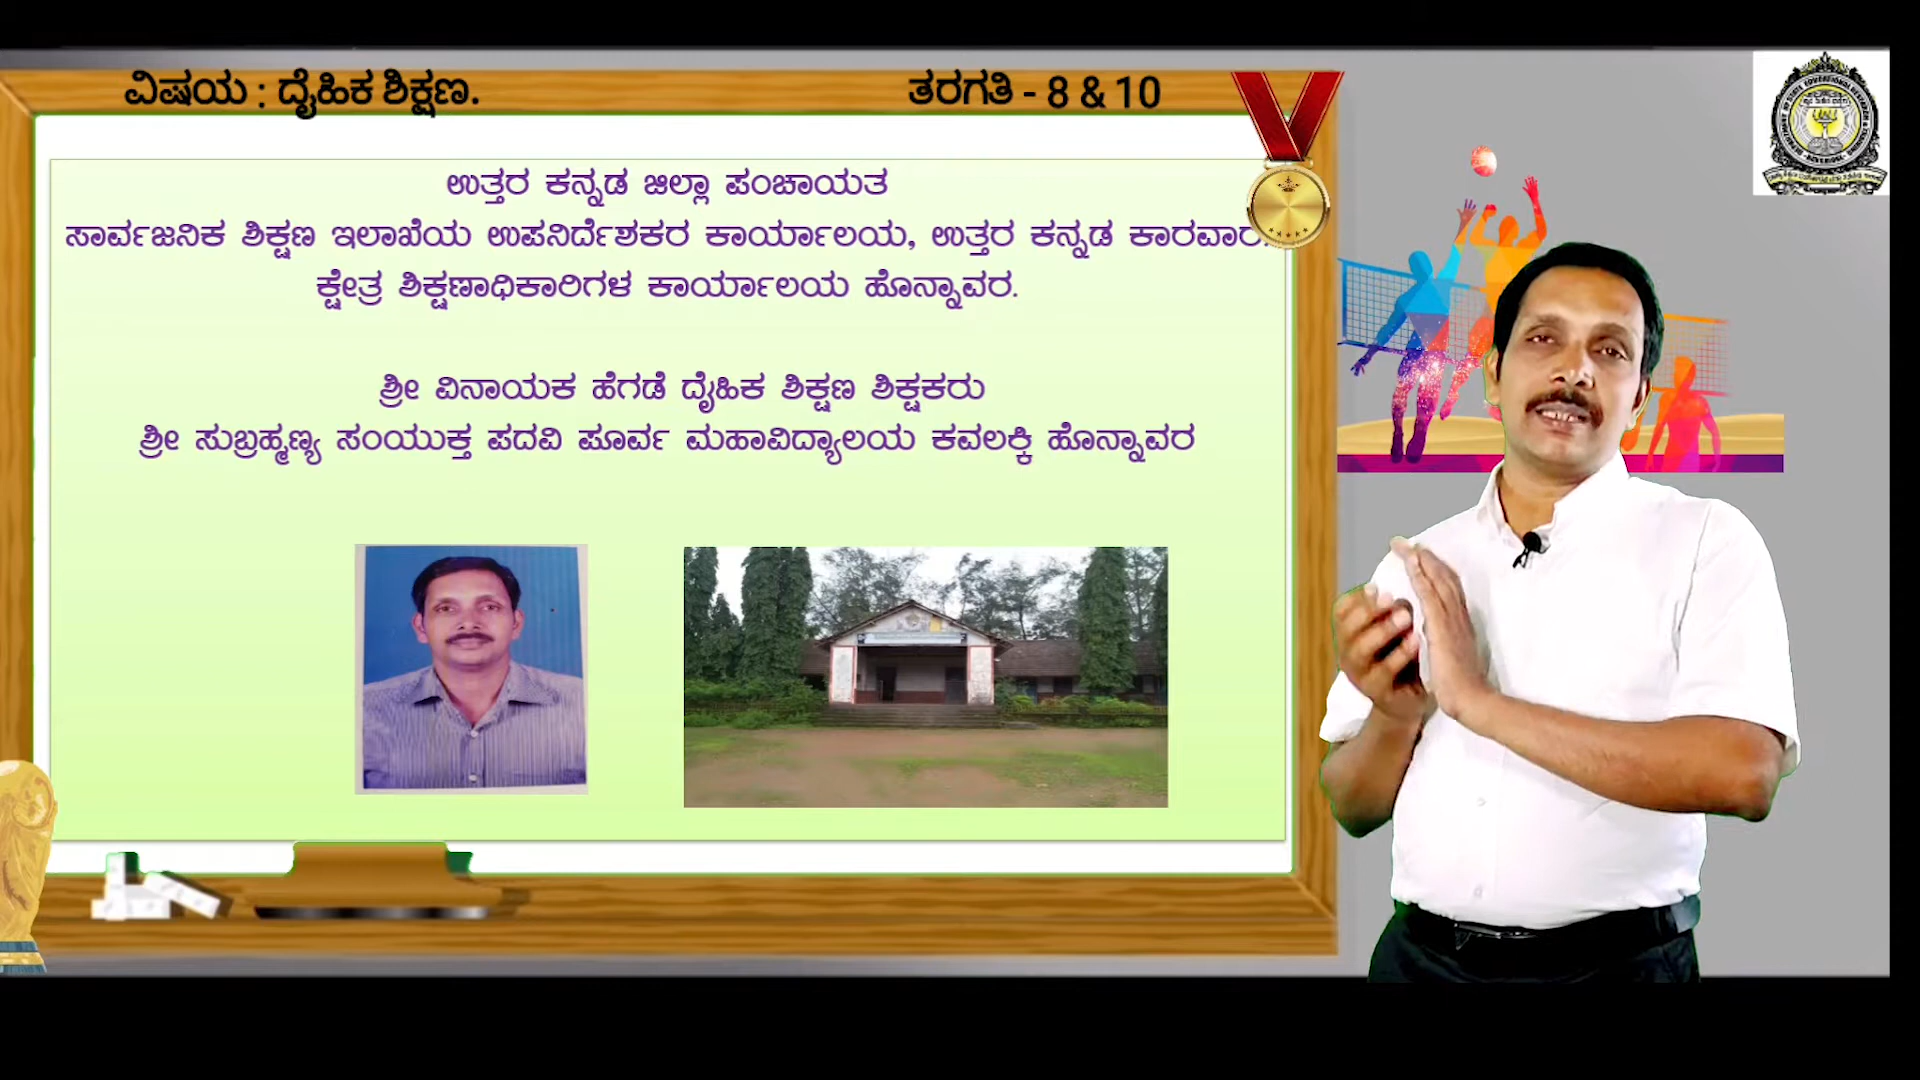 ವಿಷಯ : ದೈಹಿಕ ಶಿಕ್ಷಣ.
ತರಗತಿ - 8 & 10
ಉತ್ತರ ಕನ್ನಡ ಜಿಲ್ಲಾ ಪಂಚಾಯತ
ಸಾರ್ವಜನಿಕ ಶಿಕ್ಷಣ ಇಲಾಖೆಯ ಉಪನಿರ್ದೆಶಕರ ಕಾರ್ಯಾಲಯ, ಉತ್ತರ ಕನ್ನಡ ಕಾರವಾರ.
ಕ್ಷೇತ್ರ ಶಿಕ್ಷಣಾಧಿಕಾರಿಗಳ ಕಾರ್ಯಾಲಯ ಹೊನ್ನಾವರ.
ಶ್ರೀ ವಿನಾಯಕ ಹೆಗಡೆ ದೈಹಿಕ ಶಿಕ್ಷಣ ಶಿಕ್ಷಕರು
ಶ್ರೀ ಸುಬ್ರಹ್ಮಣ್ಯ ಸಂಯುಕ್ತ ಪದವಿ ಪೂರ್ವ ಮಹಾವಿದ್ಯಾಲಯ ಕವಲಕ್ಕಿ ಹೊನ್ನಾವರ